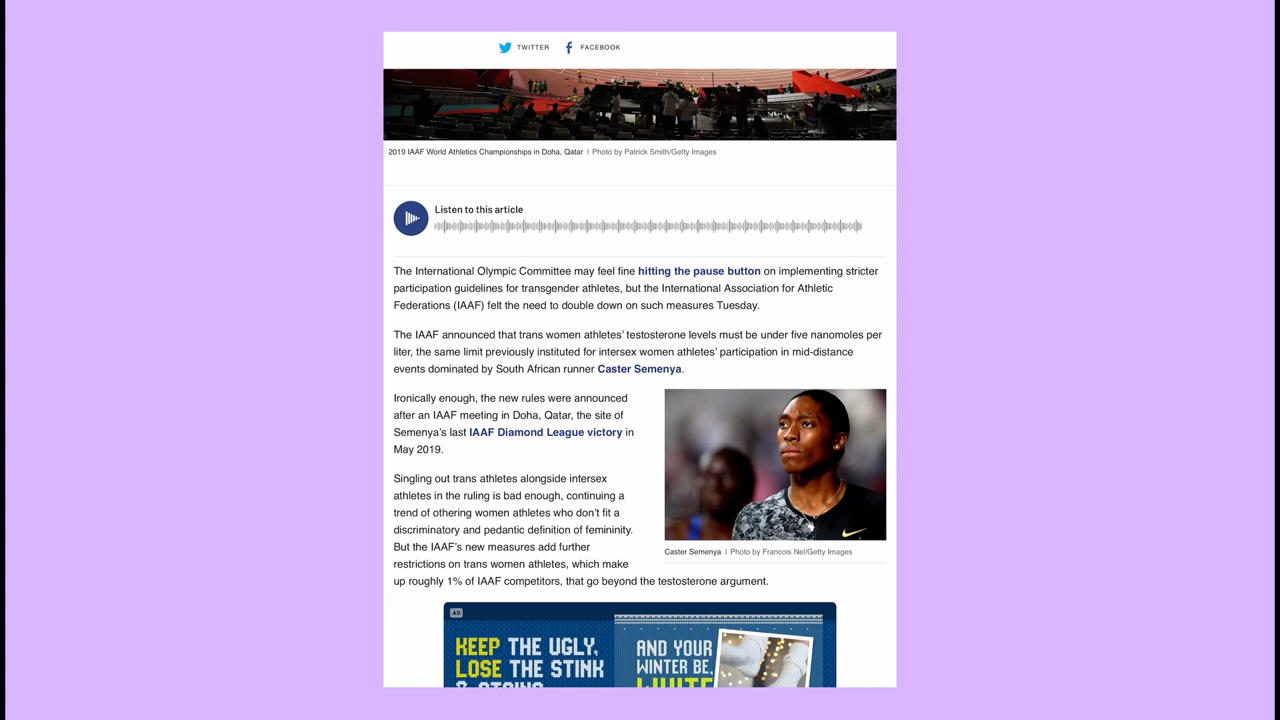 TWITTER FACEBOOK
2019 IAAF World Athletics Championships in Doha, Qatar | Photo by Patrick Smith/Getty Images
Listen to this article
The International Olympic Committee may feel fine hitting the pause button on implementing stricter
participation guidelines for transgender athletes, but the International Association for Athletic
Federations (IAAF) felt the need to double down on such measures Tuesday.
The IAAF announced that trans women athletes’ testosterone levels must be under five nanomoles per
liter, the same limit previously instituted for intersex women athletes’ participation in mid-distance
events dominated by South African runner Caster Semenya.
Ironically enough, the new rules were announced
after an IAAF meeting in Doha, Qatar, the site of
Semenya’s last IAAF Diamond League victory in
May 2019.
Singling out trans athletes alongside intersex
athletes in the ruling is bad enough, continuing a
trend of othering women athletes who don’t fit a
discriminatory and pedantic definition of femininity.
But the IAAF’s new measures add further
restrictions on trans women athletes, which make
up roughly 1% of IAAF competitors, that go beyond the testosterone argument.
Caster Semenya | Photo by Francois Nel/Getty Images
AD
KEEP THE UGLY,
LOSE THE STINK
AND YOUR
WINTER BE,
WHITE